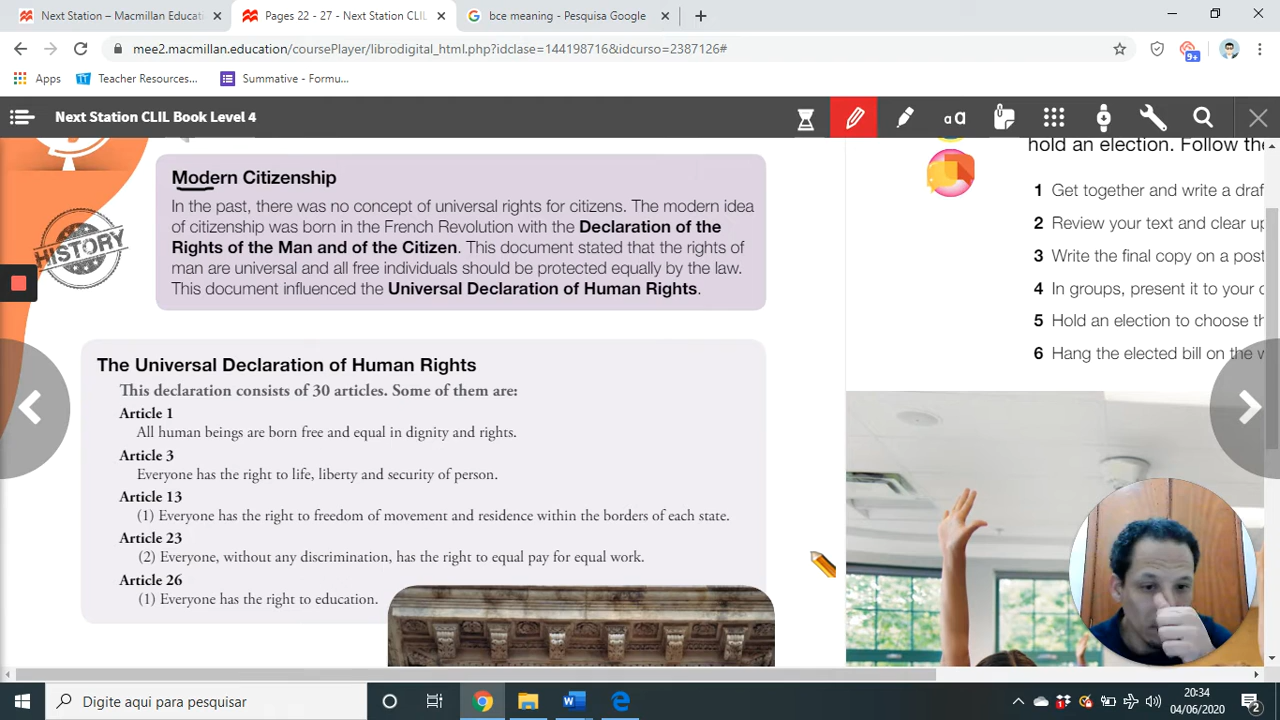 Next Station – Macmillan Educati
Pages 22 - 27 - Next Station CLIL
bce meaning - Pesquisa Google
mee2.macmillan.education/coursePlayer/librodigital_html.php?idclase=144198716&idcurso=2387126#
9+
Apps
Teacher Resources...
Summative - Formu...
Next Station CLIL Book Level 4
aa
HISTORY
Modern Citizenship
In the past, there was no concept of universal rights for citizens. The modern idea
of citizenship was born in the French Revolution with the Declaration of the
Rights of the Man and of the Citizen. This document stated that the rights of
man are universal and all free individuals should be protected equally by the law.
This document influenced the Universal Declaration of Human Rights.
The Universal Declaration of Human Rights
This declaration consists of 30 articles. Some of them are:
Article 1
All human beings are born free and equal in dignity and rights.
Article 3
Everyone has the right to life, liberty and security of person.
Article 13
(1) Everyone has the right to freedom of movement and residence within the borders of each state.
Article 23
(2) Everyone, without any discrimination, has the right to equal pay for equal work.
Article 26
(1) Everyone has the right to education.
hold an election. Follow the
1 Get together and write a draf
2 Review your text and clear up
3 Write the final copy on a post
4 In groups, present it to your c
5 Hold an election to choose th
6 Hang the elected bill on the w
Digite aqui para pesquisar
20:34
04/06/2020
2